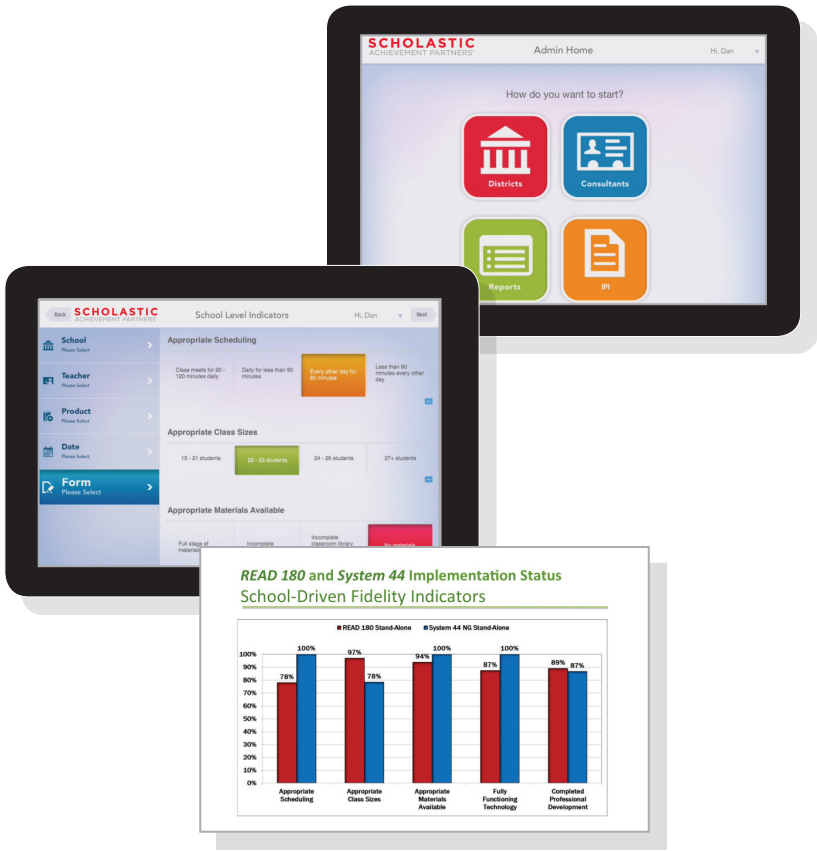 SCHOLASTIC
ACHIEVEMENT PARTNERS®
Admin Home
Hi, Dan
How do you want to start?
Districts
Consultants
Reports
IPI
Back
SCHOLASTIC
ACHIEVEMENT PARTNERS®
School Level Indicators
Hi, Dan
Next
School
Please Select
Teacher
Please Select
Product
Please Select
Date
Please Select
Form
Please Select
Appropriate Scheduling
Class meets for 90 -
120 minutes daily
Daily for less than 90
minutes
Every other day for
90 minutes
Less than 90
minutes every other
day
Appropriate Class Sizes
15 - 21 students
22 - 23 students
24 - 26 students
27+ students
Appropriate Materials Available
Full stage of
materials
Incomplete
Incomplete
classroom library
No materials
READ 180 and System 44 Implementation Status
School-Driven Fidelity Indicators
READ 180 Stand-Alone
System 44 NG Stand-Alone
100%
90%
80%
70%
60%
50%
40%
30%
20%
10%
0%
78%
100%
97%
78%
94%
100%
87%
100%
89%
87%
Appropriate
Scheduling
Appropriate
Class Sizes
Appropriate
Materials
Available
Fully
Functioning
Technology
Completed
Professional
Development